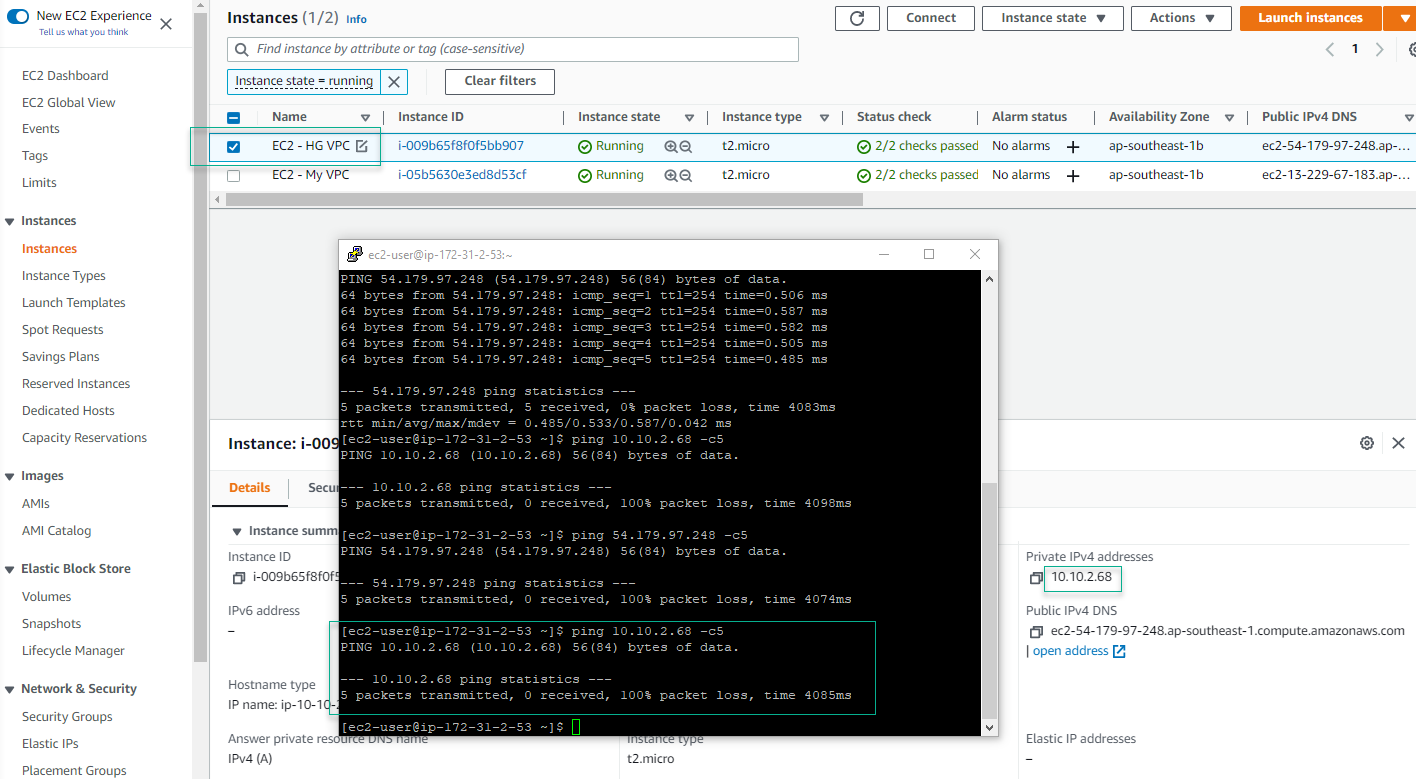 New EC2 Experience
Tell us what you think
EC2 Dashboard
EC2 Global View
Events
Tags
Limits
Instances
Instances
Instance Types
Launch Templates
Spot Requests
Savings Plans
Reserved Instances
Dedicated Hosts
Capacity Reservations
Images
AMIs
AMI Catalog
Elastic Block Store
Volumes
Snapshots
Lifecycle Manager
Network & Security
Security Groups
Elastic IPs
Placement Groups
Instances (1/2) Info
Connect
Instance state
Actions
Launch instances
Find instance by attribute or tag (case-sensitive)
1
Instance state = running
Clear filters
Name Instance ID Instance state Instance type Status check Alarm status Availability Zone Public IPv4 DNS
EC2 - HG VPC i-009b65f8f0f5bb907 Running t2.micro 2/2 checks passed No alarms + ap-southeast-1b ec2-54-179-97-248.ap-...
EC2 - My VPC i-05b5630e3ed8d53cf Running t2.micro 2/2 checks passed No alarms + ap-southeast-1b ec2-13-229-67-183.ap-...
ec2-user@ip-172-31-2-53:~
PING 54.179.97.248 (54.179.97.248) 56(84) bytes of data.
64 bytes from 54.179.97.248: icmp_seq=1 ttl=254 time=0.506 ms
64 bytes from 54.179.97.248: icmp_seq=2 ttl=254 time=0.587 ms
64 bytes from 54.179.97.248: icmp_seq=3 ttl=254 time=0.582 ms
64 bytes from 54.179.97.248: icmp_seq=4 ttl=254 time=0.505 ms
64 bytes from 54.179.97.248: icmp_seq=5 ttl=254 time=0.485 ms
--- 54.179.97.248 ping statistics ---
5 packets transmitted, 5 received, 0% packet loss, time 4083ms
rtt min/avg/max/mdev = 0.485/0.533/0.587/0.042 ms
[ec2-user@ip-172-31-2-53 ~]$ ping 10.10.2.68 -c5
PING 10.10.2.68 (10.10.2.68) 56(84) bytes of data.
--- 10.10.2.68 ping statistics ---
5 packets transmitted, 0 received, 100% packet loss, time 4098ms
[ec2-user@ip-172-31-2-53 ~]$ ping 54.179.97.248 -c5
PING 54.179.97.248 (54.179.97.248) 56(84) bytes of data.
--- 54.179.97.248 ping statistics ---
5 packets transmitted, 0 received, 100% packet loss, time 4074ms
[ec2-user@ip-172-31-2-53 ~]$ ping 10.10.2.68 -c5
PING 10.10.2.68 (10.10.2.68) 56(84) bytes of data.
--- 10.10.2.68 ping statistics ---
5 packets transmitted, 0 received, 100% packet loss, time 4085ms
[ec2-user@ip-172-31-2-53 ~]$
Instance: i-009
Details Secu
Instance summ
Instance ID
i-009b65f8f0f5
IPv6 address
–
Hostname type
IP name: ip-10-10-2
Answer private resource DNS name
IPv4 (A)
Instance type
t2.micro
Private IPv4 addresses
10.10.2.68
Public IPv4 DNS
ec2-54-179-97-248.ap-southeast-1.compute.amazonaws.com
| open address
Elastic IP addresses
–